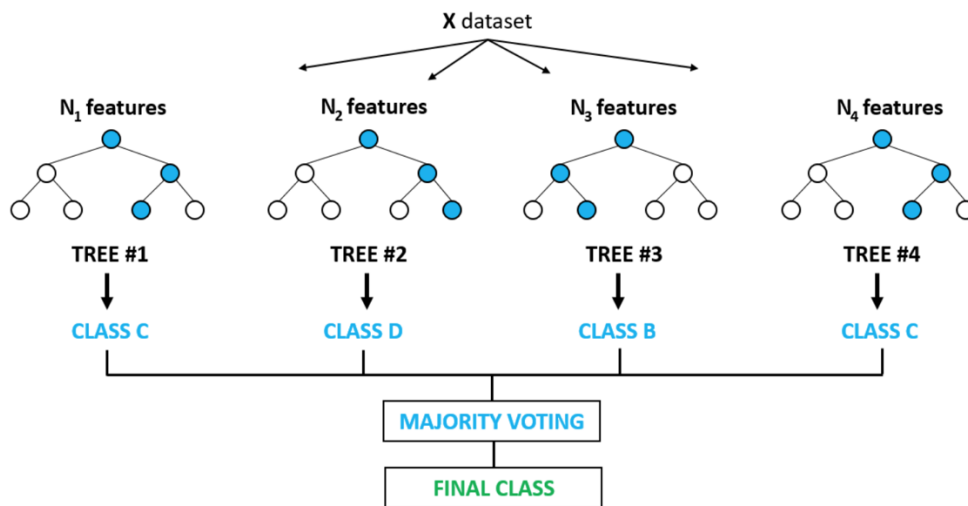 X dataset
N₁ features
N₂ features
N₃ features
N₄ features
TREE #1
TREE #2
TREE #3
TREE #4
CLASS C
CLASS D
CLASS B
CLASS C
MAJORITY VOTING
FINAL CLASS